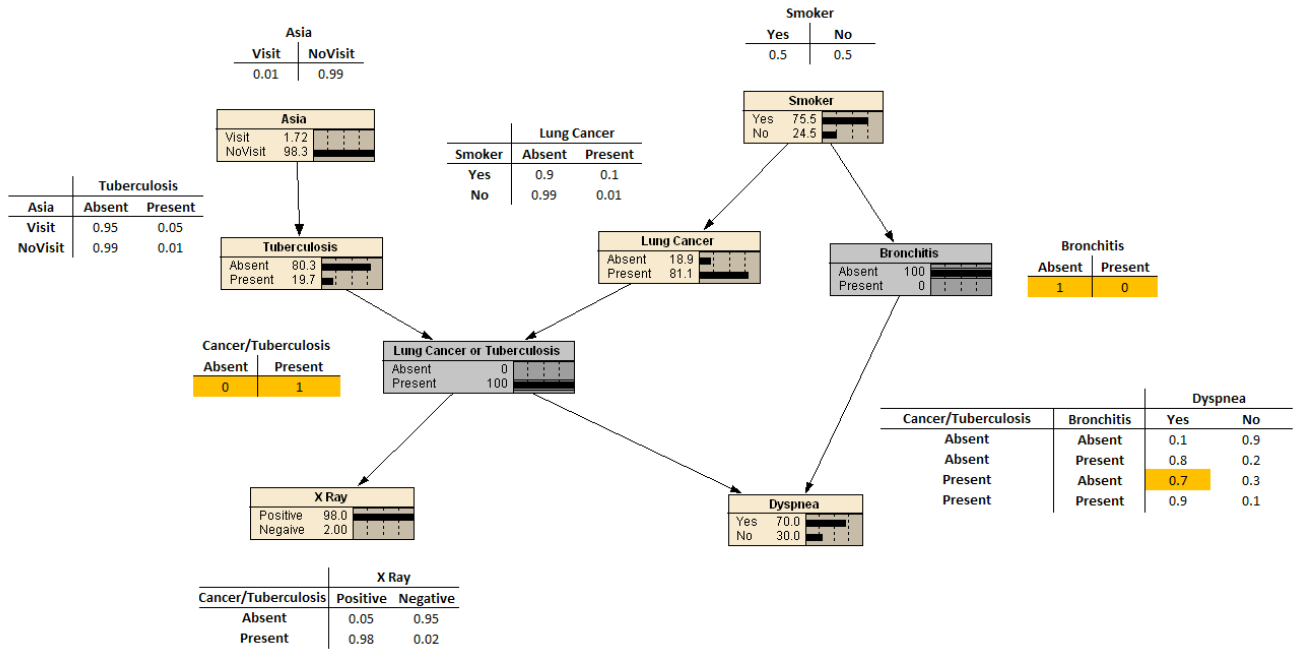 Smoker
Yes No
0.5 0.5
Asia
Visit NoVisit
0.01 0.99
Smoker
Yes 75.5
No 24.5
Asia
Visit 1.72
NoVisit 98.3
Lung Cancer
Smoker Absent Present
Yes 0.9 0.1
No 0.99 0.01
Tuberculosis
Asia Absent Present
Visit 0.95 0.05
NoVisit 0.99 0.01
Tuberculosis
Absent 80.3
Present 19.7
Lung Cancer
Absent 18.9
Present 81.1
Bronchitis
Absent 100
Present 0
Bronchitis
Absent Present
1 0
Cancer/Tuberculosis
Absent Present
0 1
Lung Cancer or Tuberculosis
Absent 0
Present 100
Dyspnea
Cancer/Tuberculosis Bronchitis Yes No
Absent Absent 0.1 0.9
Absent Present 0.8 0.2
Present Absent 0.7 0.3
Present Present 0.9 0.1
X Ray
Positive 98.0
Negaive 2.00
Dyspnea
Yes 70.0
No 30.0
X Ray
Cancer/Tuberculosis Positive Negative
Absent 0.05 0.95
Present 0.98 0.02